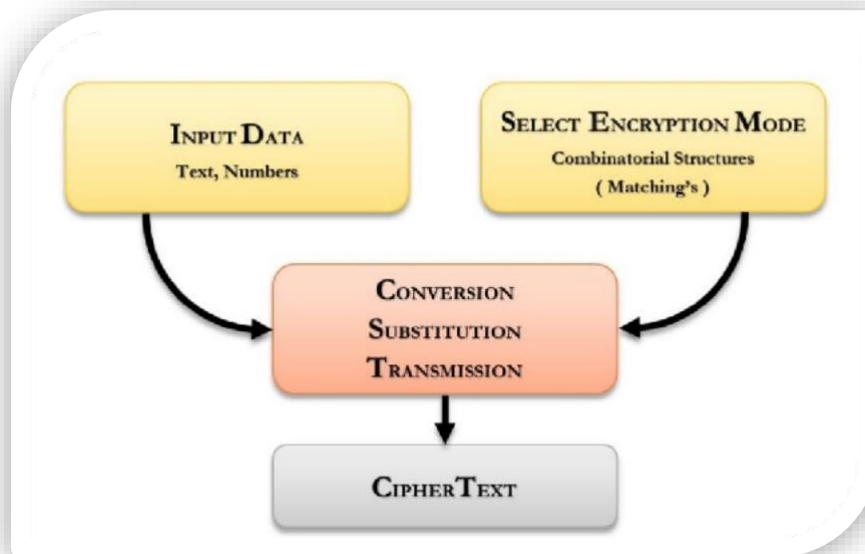 INPUT DATA
Text, Numbers
SELECT ENCRYPTION MODE
Combinatorial Structures
( Matching's )
CONVERSION
SUBSTITUTION
TRANSMISSION
CIPHERTEXT